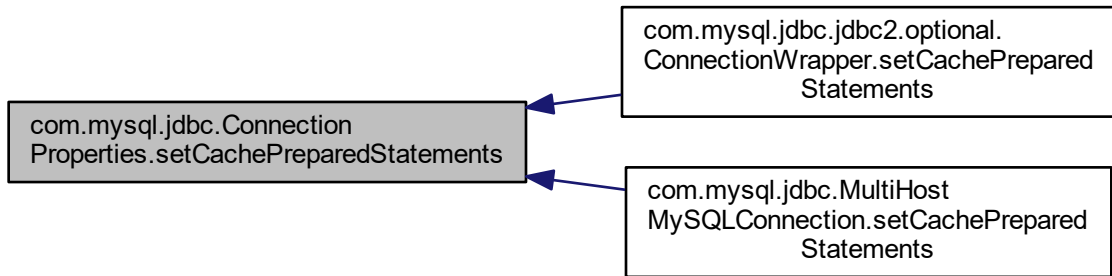 com.mysql.jdbc.Connection
Properties.setCachePreparedStatements
com.mysql.jdbc.jdbc2.optional.
ConnectionWrapper.setCachePrepared
Statements
com.mysql.jdbc.MultiHost
MySQLConnection.setCachePrepared
Statements